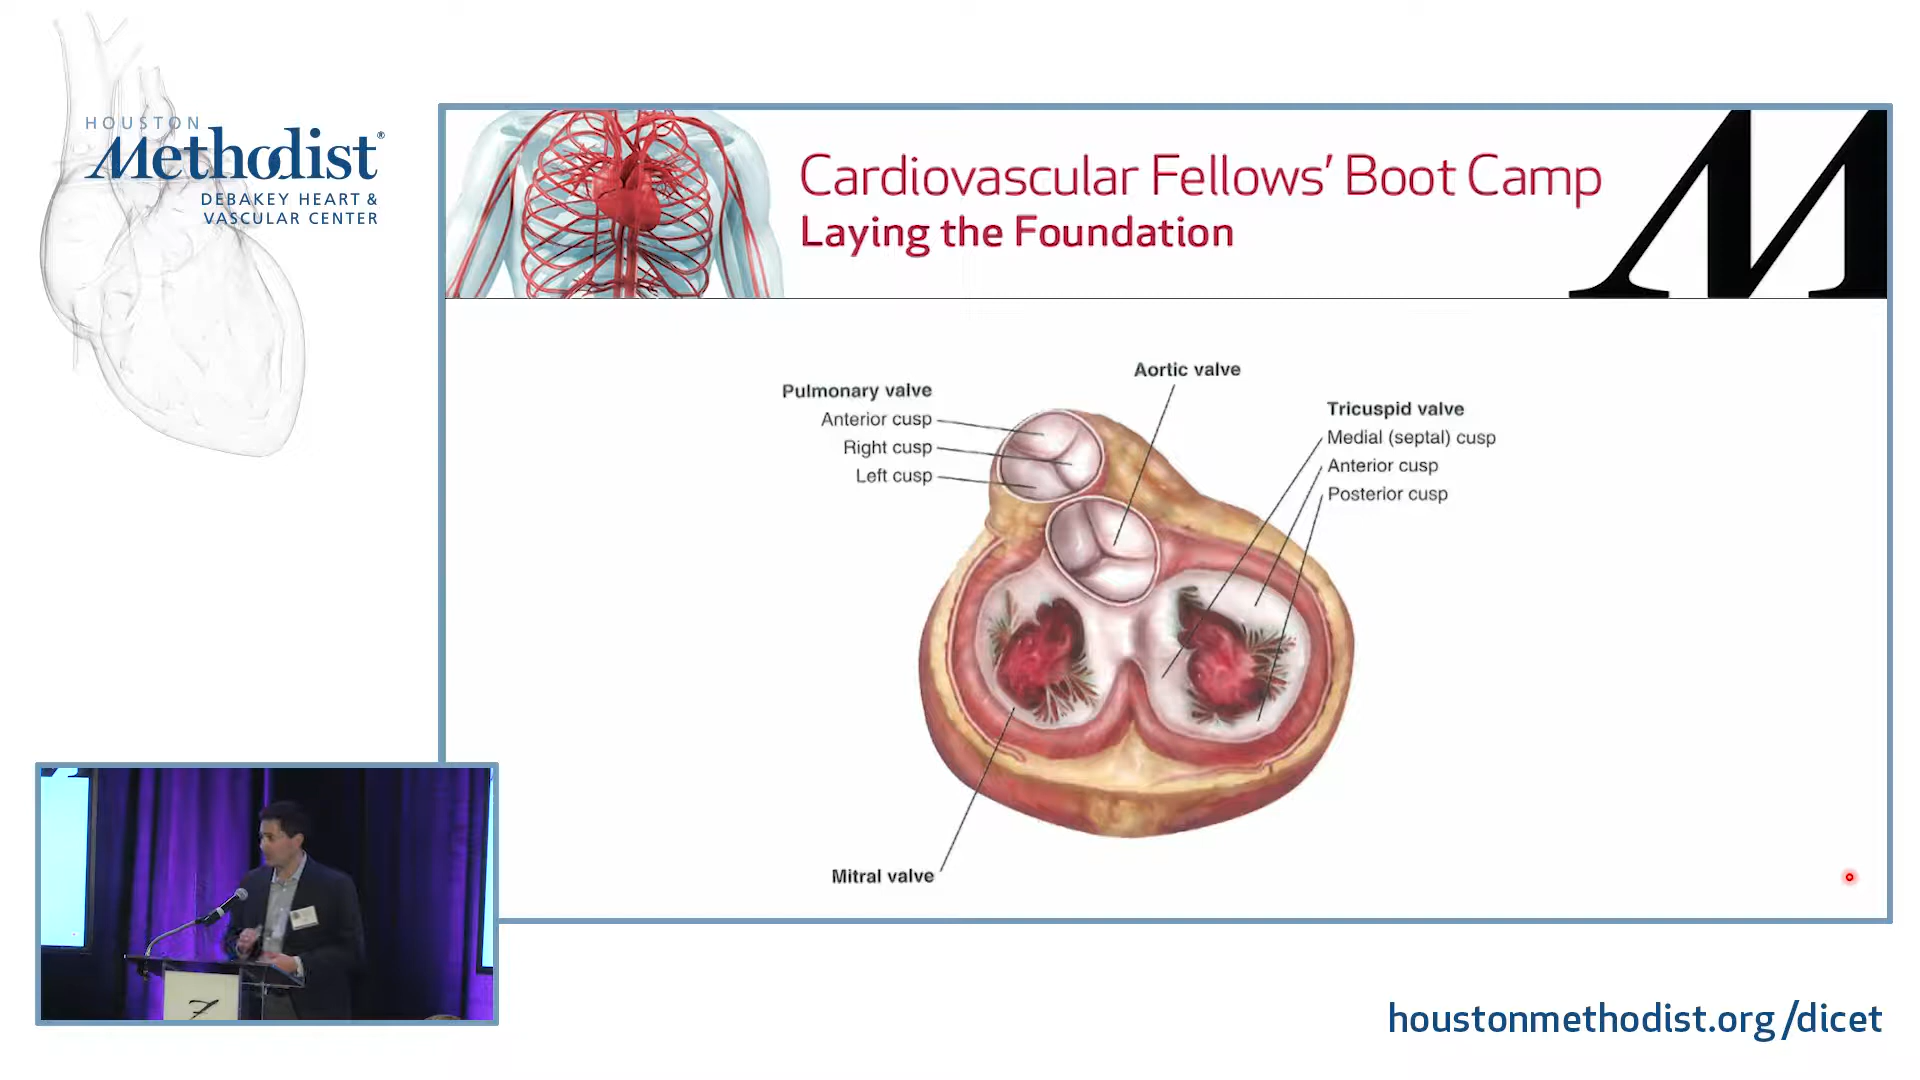 HOUSTON
Methodist®
DEBAKEY HEART &
VASCULAR CENTER
Cardiovascular Fellows’ Boot Camp
Laying the Foundation
M
Aortic valve
Pulmonary valve
Anterior cusp
Right cusp
Left cusp
Tricuspid valve
Medial (septal) cusp
Anterior cusp
Posterior cusp
Mitral valve
houstonmethodist.org/dicet